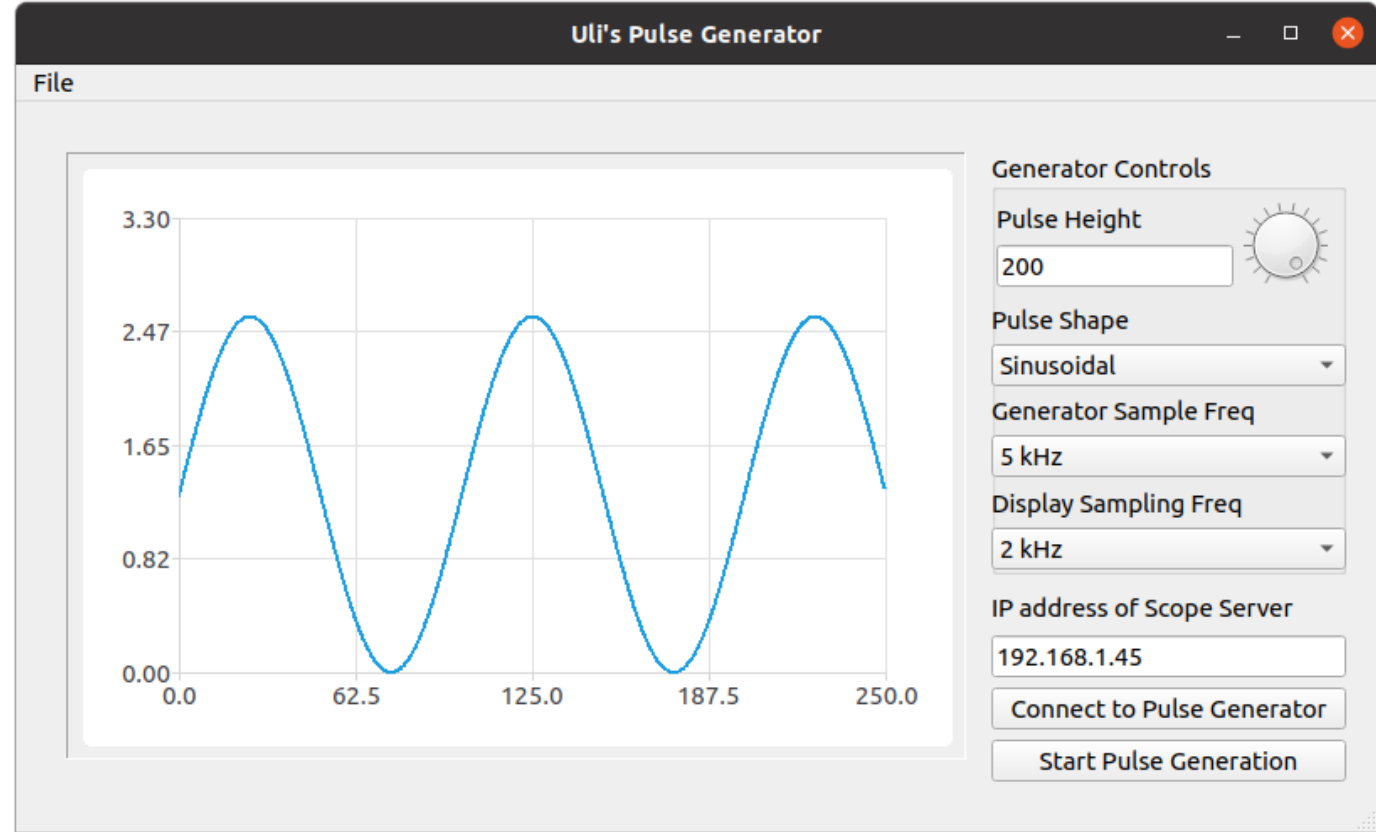 Uli's Pulse Generator
File
3.30
2.47
1.65
0.82
0.00
0.0 62.5 125.0 187.5 250.0
Generator Controls
Pulse Height
200
Pulse Shape
Sinusoidal
Generator Sample Freq
5 kHz
Display Sampling Freq
2 kHz
IP address of Scope Server
192.168.1.45
Connect to Pulse Generator
Start Pulse Generation